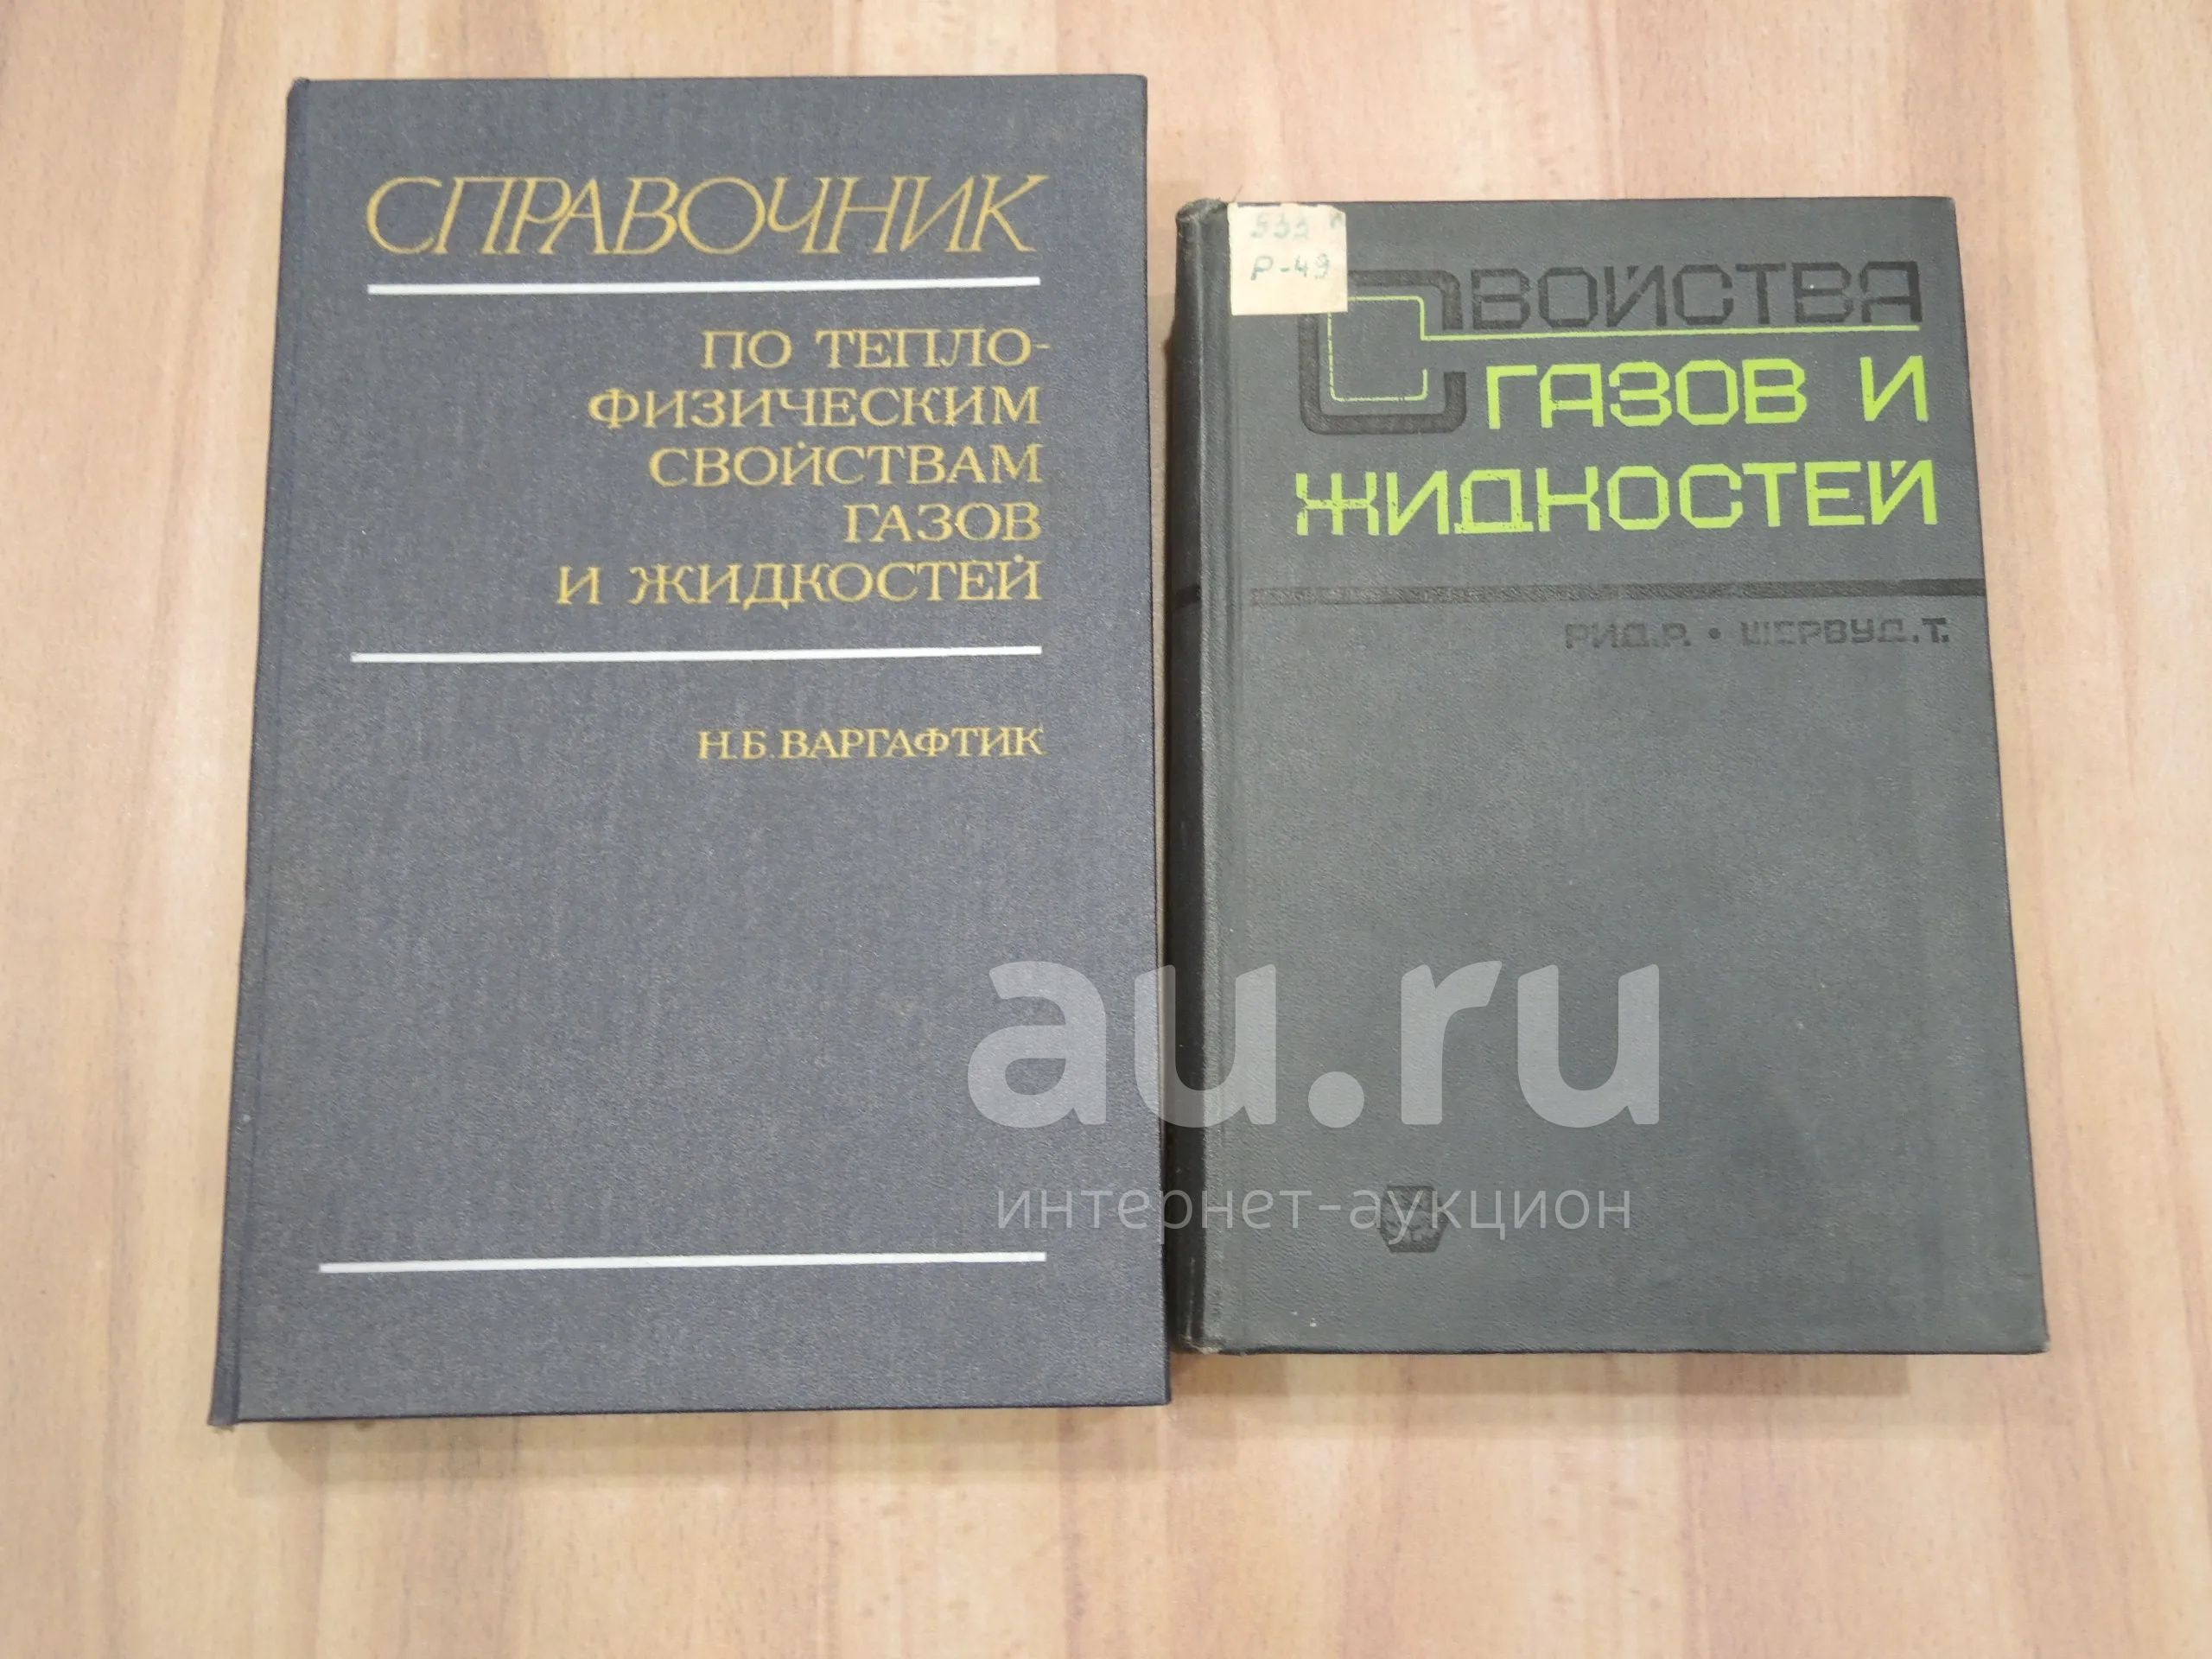 СПРАВОЧНИК
ПО ТЕПЛО-
ФИЗИЧЕСКИМ
СВОЙСТВАМ
ГАЗОВ
И ЖИДКОСТЕЙ
Н.Б.ВАРГАФТИК
Р-49
СВОЙСТВА
ГАЗОВ И
ЖИДКОСТЕЙ
РИД.Р. • ШЕРВУД.Т.
au.ru
интернет-аукцион